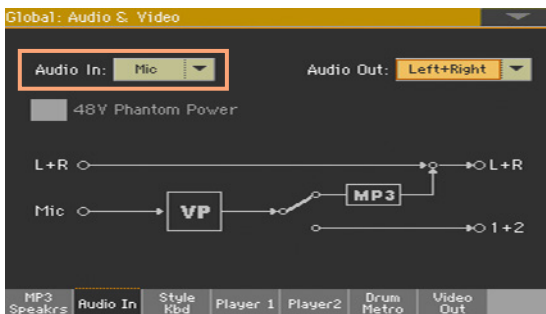 Global: Audio & Video
Audio In: Mic
Audio Out: Left+Right
48V Phantom Power
L+R
L+R
MP3
Mic
VP
1+2
MP3 Speakrs
Audio In
Style Kbd
Player 1
Player2
Drum Metro
Video Out